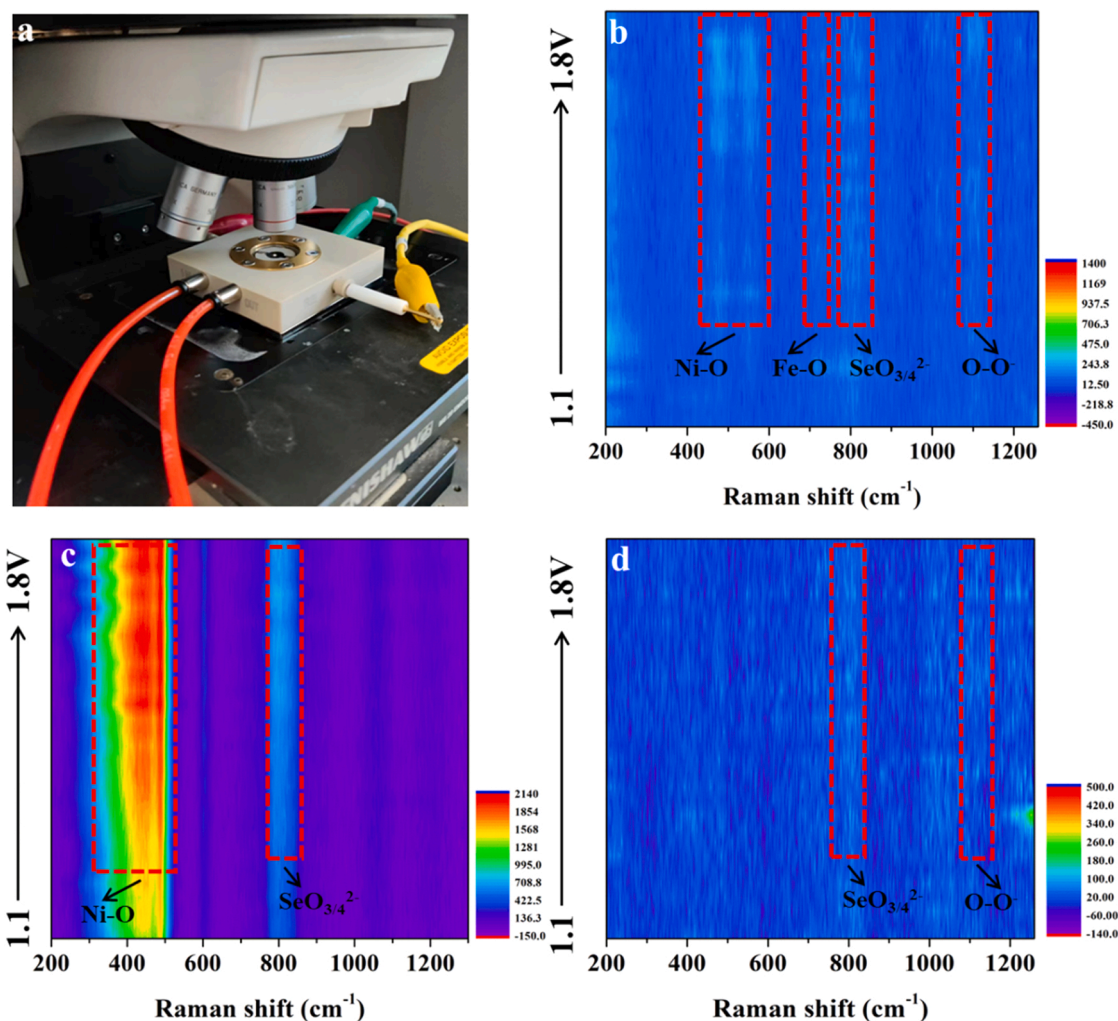 a
CA GERMANY
OUT
ENISHAW
b
1.8V
1.1
Ni-O
Fe-O
SeO₃/₄²⁻
O-O⁻
1400
1169
937.5
706.3
475.0
243.8
12.50
-218.8
-450.0
200
400
600
800
1000
1200
Raman shift (cm⁻¹)
c
1.8V
1.1
Ni-O
SeO₃/₄²⁻
2140
1854
1568
1281
995.0
708.8
422.5
136.3
-150.0
200
400
600
800
1000
1200
Raman shift (cm⁻¹)
d
1.8V
1.1
SeO₃/₄²⁻
O-O⁻
500.0
420.0
340.0
260.0
180.0
100.0
20.00
-60.00
-140.0
200
400
600
800
1000
1200
Raman shift (cm⁻¹)